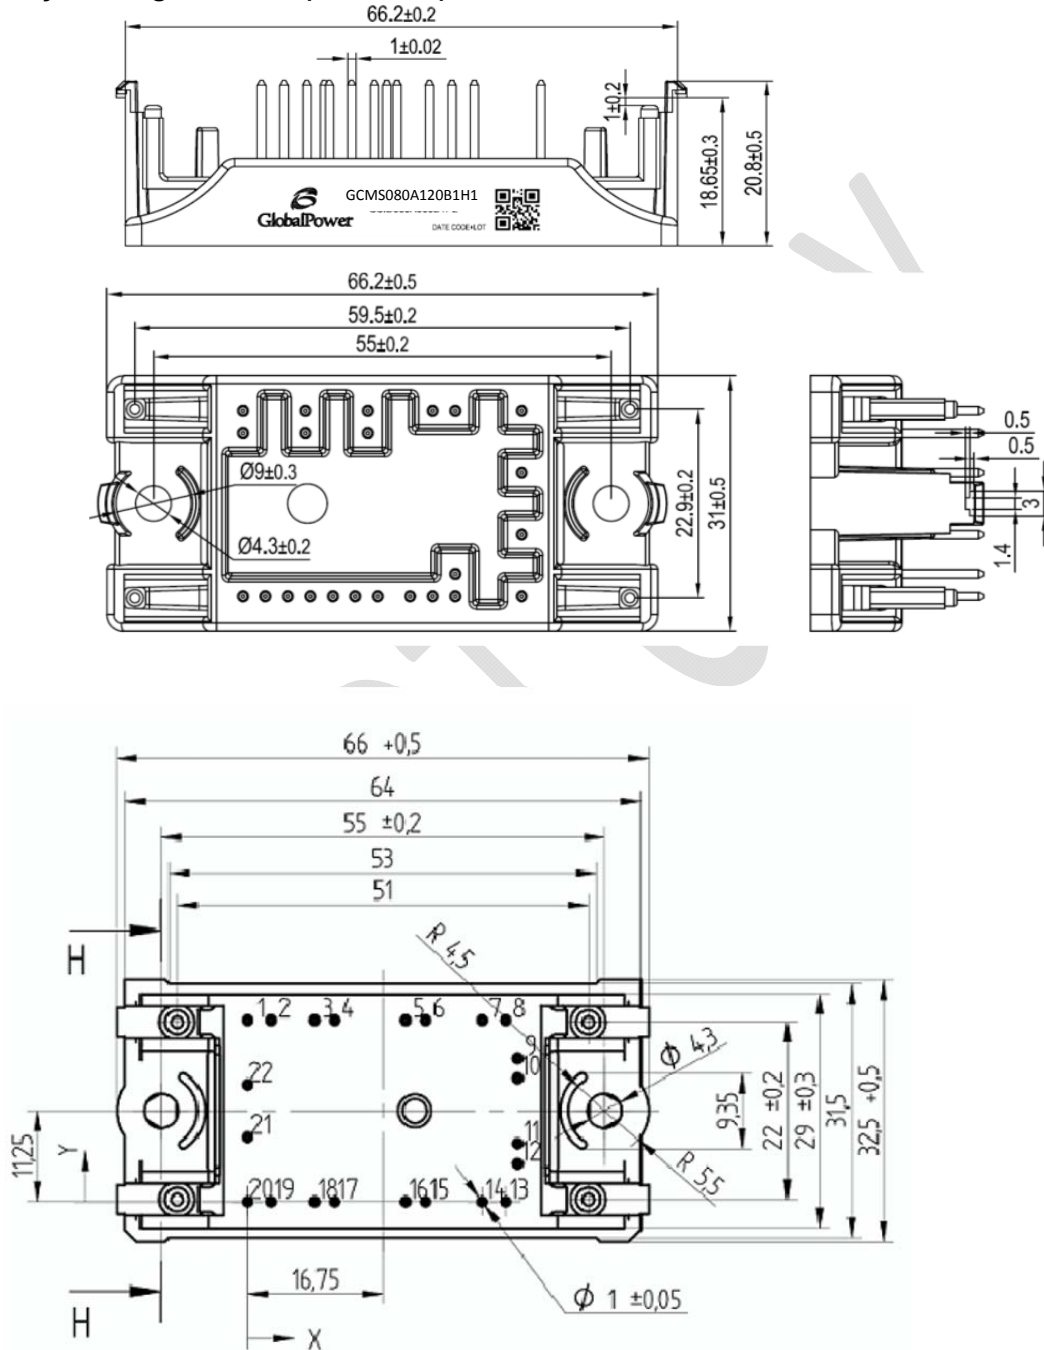 66.2±0.2
1±0.02
1±0.2
18.65±0.3
20.8±0.5
GCMS080A120B1H1
GlobalPower
DATE CODE+LOT
66.2±0.5
59.5±0.2
55±0.2
Ø9±0.3
Ø4.3±0.2
22.9±0.2
31±0.5
0.5
0.5
3
1.4
66 +0,5
64
55 ±0,2
53
51
H
R 4,5
1 2 3 4 5 6 7 8
9
10
ϕ 4,3
22
21
11
12
11,25
Y
9,35
22 ±0,2
29 ±0,3
31,5
32,5 +0,5
R 5,5
20 19 18 17 16 15 14 13
16,75
ϕ 1 ±0,05
H
X